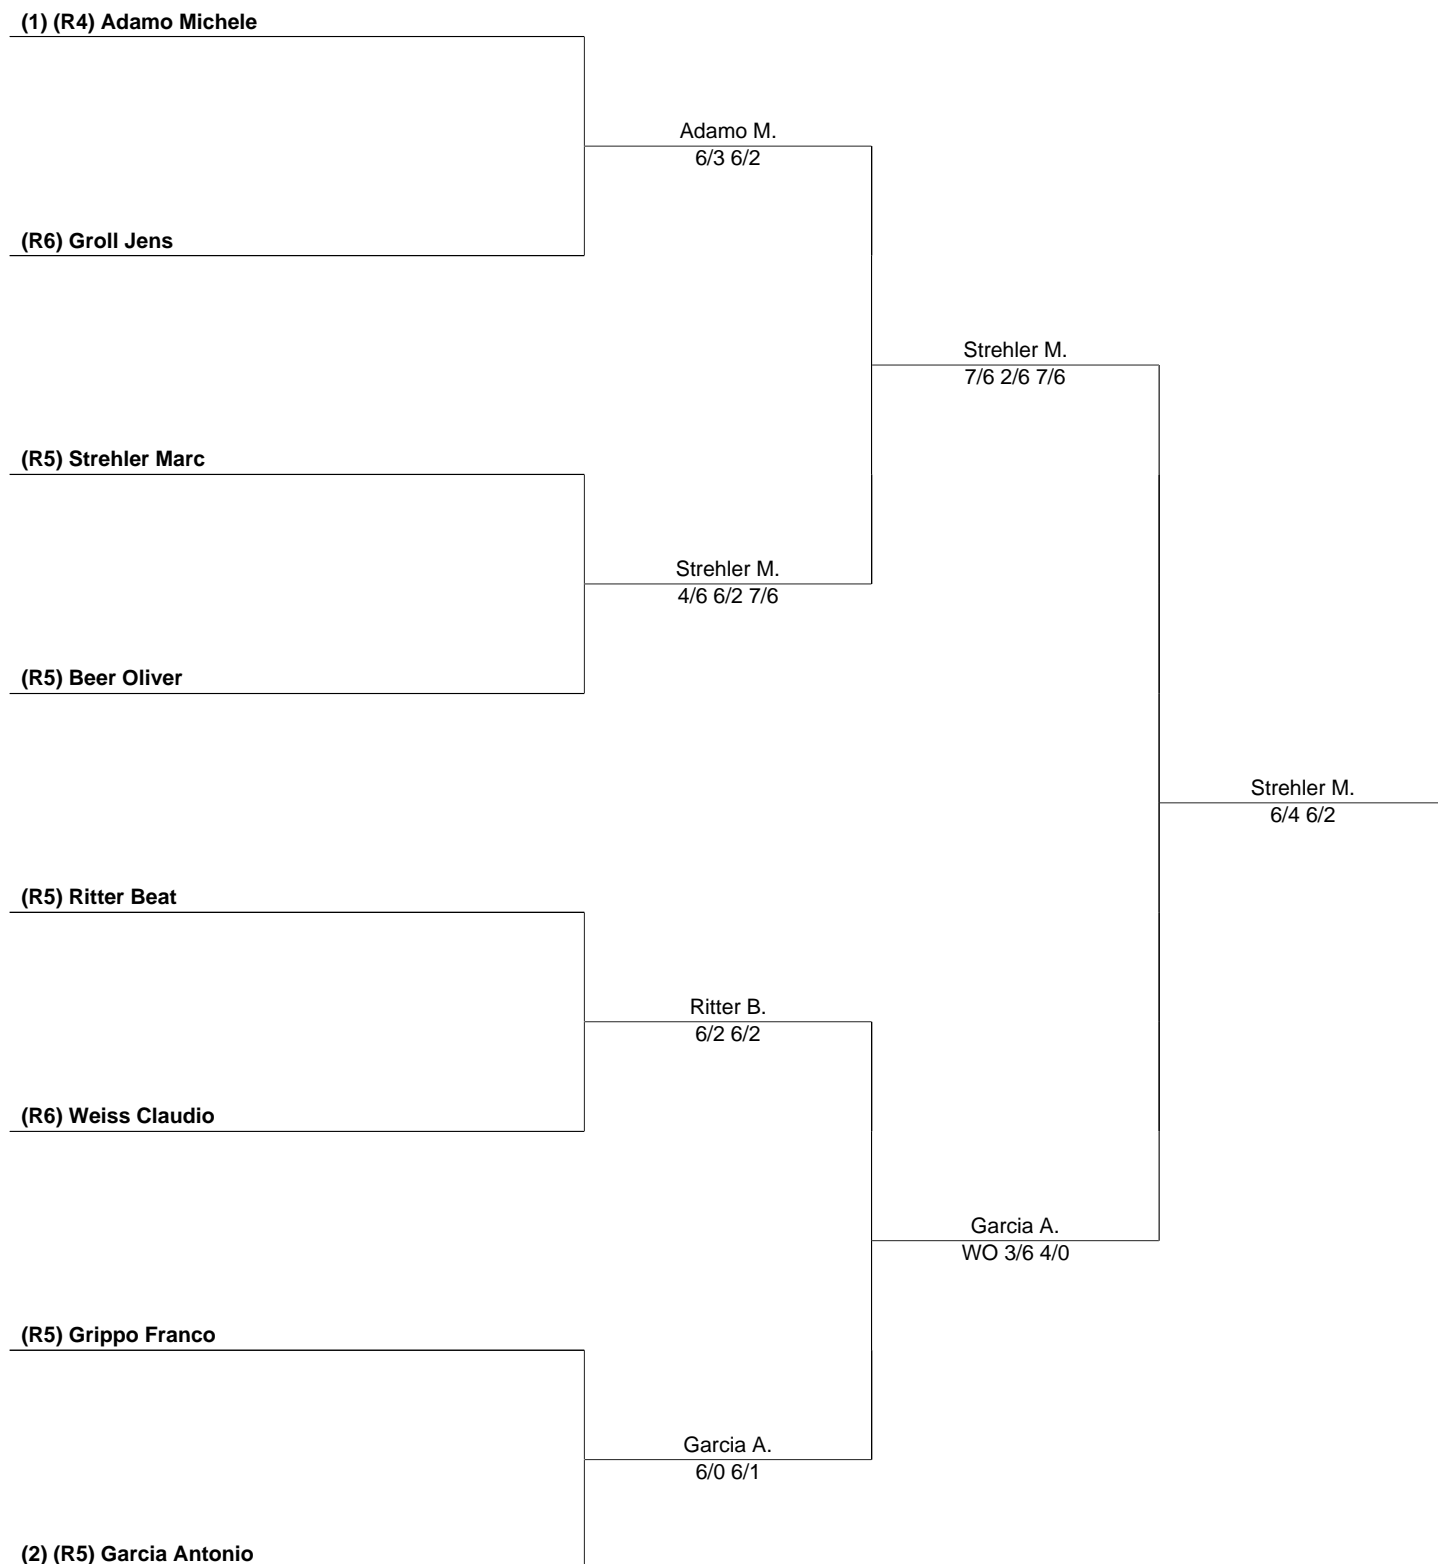 (1) (R4) Adamo Michele
Adamo M.
6/3 6/2
(R6) Groll Jens
Strehler M.
7/6 2/6 7/6
(R5) Strehler Marc
Strehler M.
4/6 6/2 7/6
(R5) Beer Oliver
Strehler M.
6/4 6/2
(R5) Ritter Beat
Ritter B.
6/2 6/2
(R6) Weiss Claudio
Garcia A.
WO 3/6 4/0
(R5) Grippo Franco
Garcia A.
6/0 6/1
(2) (R5) Garcia Antonio